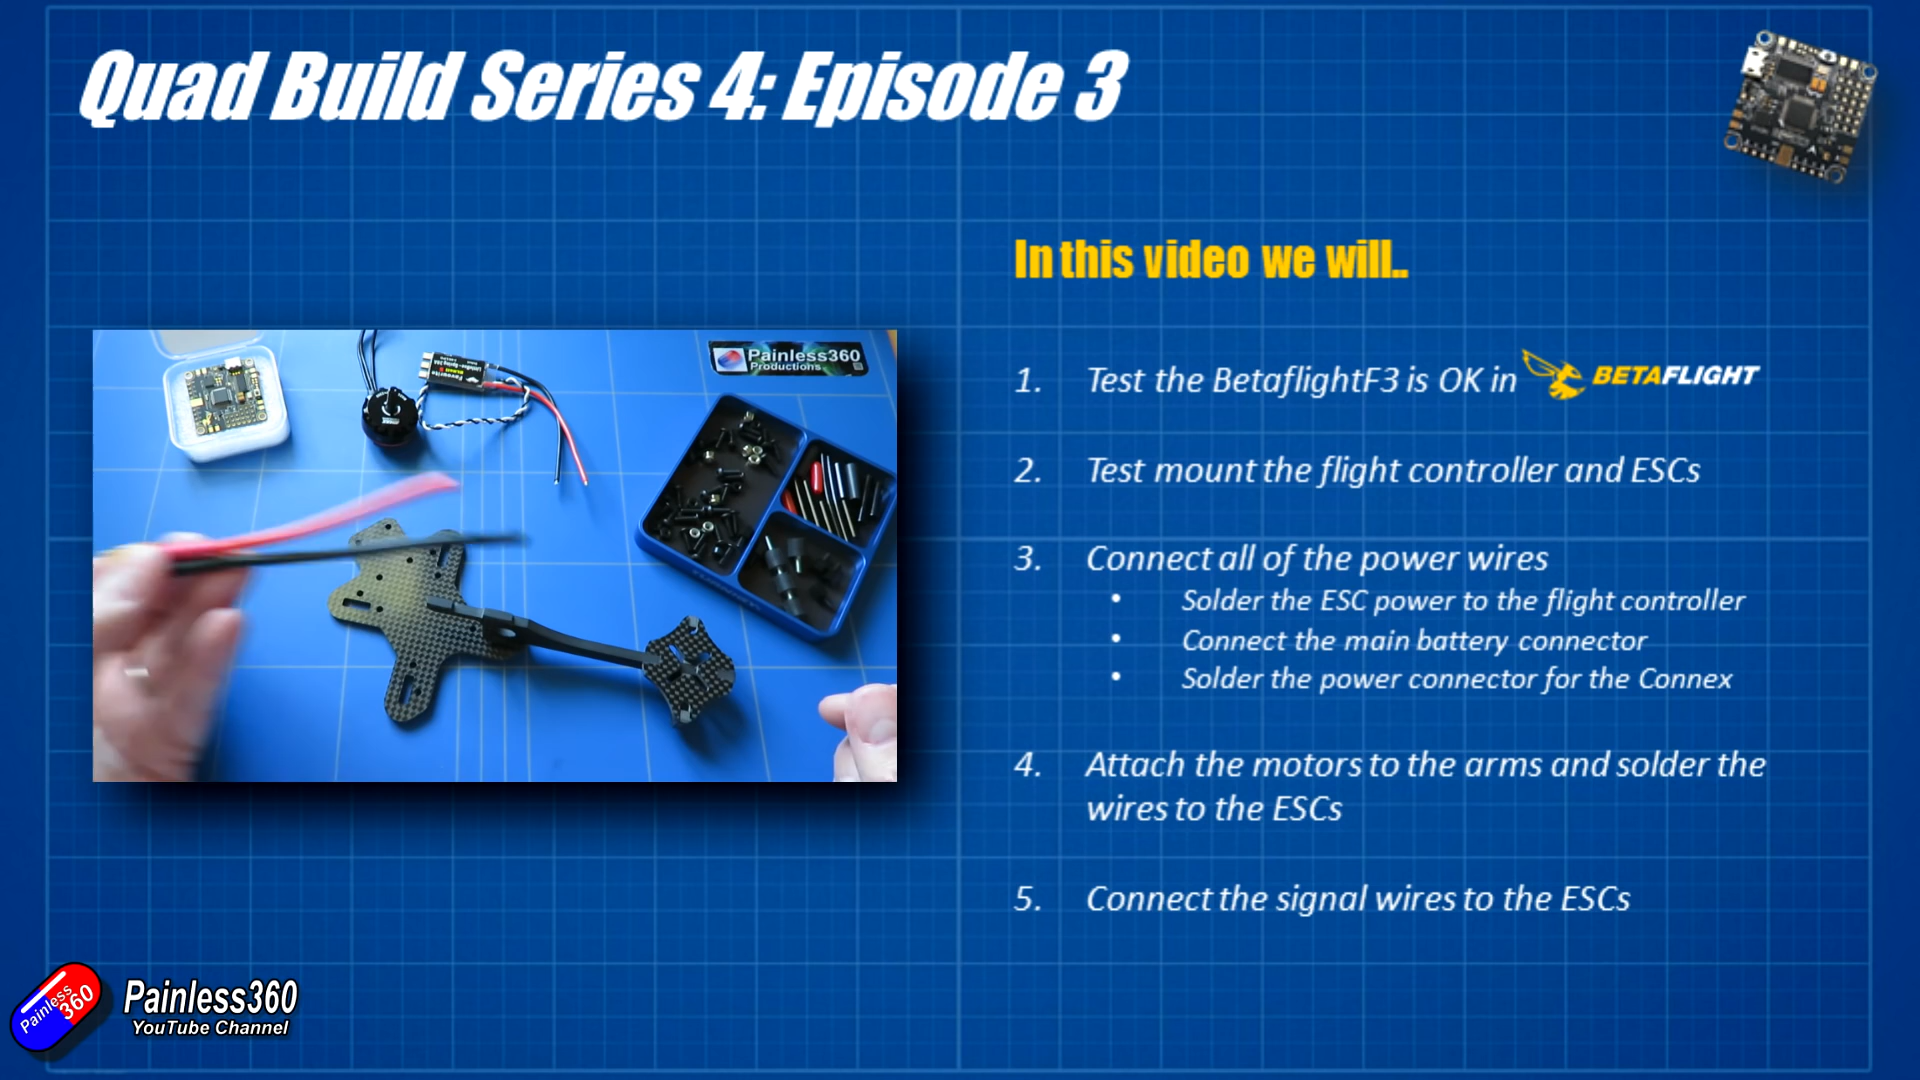 Quad Build Series 4: Episode 3
In this video we will..
1. Test the BetaflightF3 is OK in BETAFLIGHT
2. Test mount the flight controller and ESCs
3. Connect all of the power wires
• Solder the ESC power to the flight controller
• Connect the main battery connector
• Solder the power connector for the Connex
4. Attach the motors to the arms and solder the
wires to the ESCs
5. Connect the signal wires to the ESCs
Painless360
Productions
Painless
360
Painless360
YouTube Channel